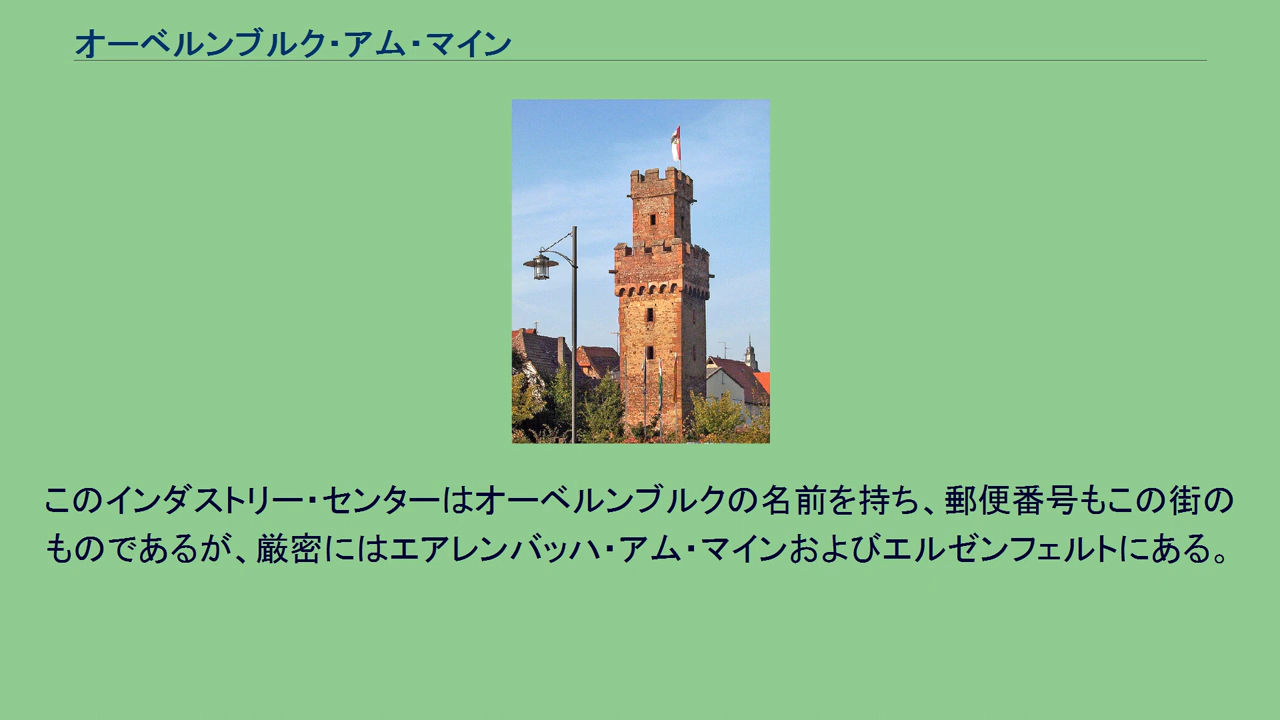 オーベルンブルク・アム・マイン
このインダストリー・センターはオーベルンブルクの名前を持ち、郵便番号もこの街の
ものであるが、厳密にはエアレンバッハ・アム・マインおよびエルゼンフェルトにある。